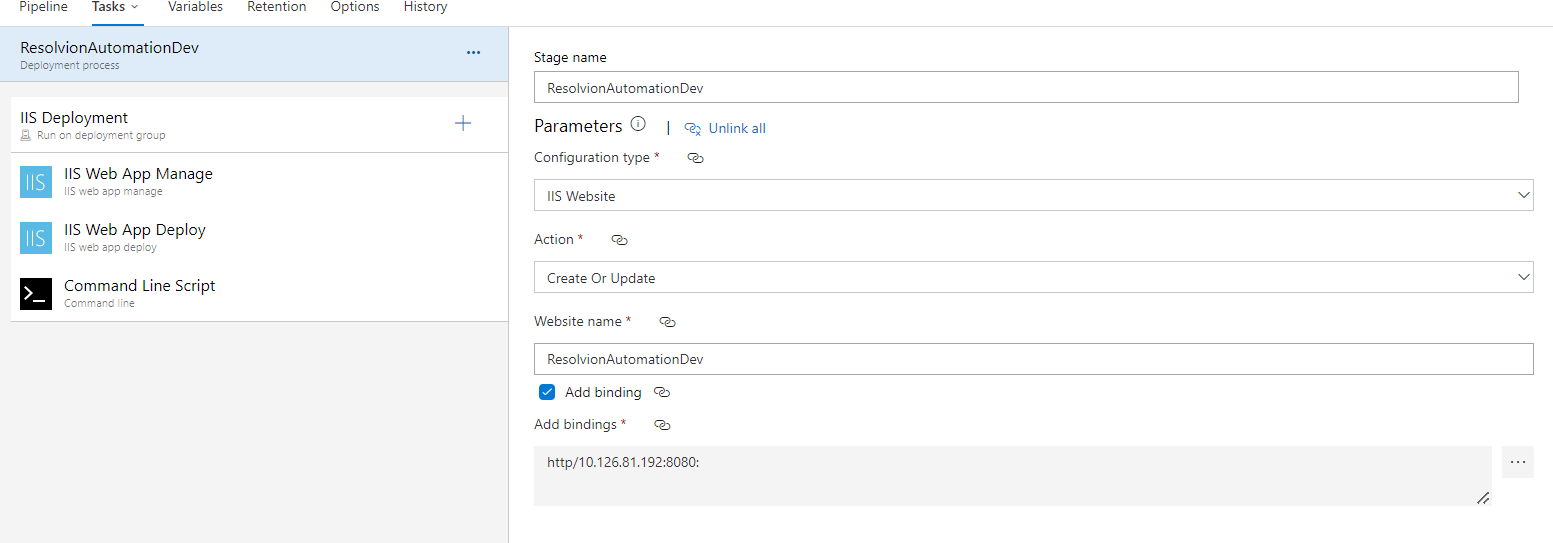 Pipeline Tasks Variables Retention Options History
ResolvionAutomationDev
Deployment process
IIS Deployment
Run on deployment group
IIS
IIS Web App Manage
IIS web app manage
IIS
IIS Web App Deploy
IIS web app deploy
Command Line Script
Command line
Stage name
ResolvionAutomationDev
Parameters | Unlink all
Configuration type *
IIS Website
Action *
Create Or Update
Website name *
ResolvionAutomationDev
Add binding
Add bindings *
http/10.126.81.192:8080: